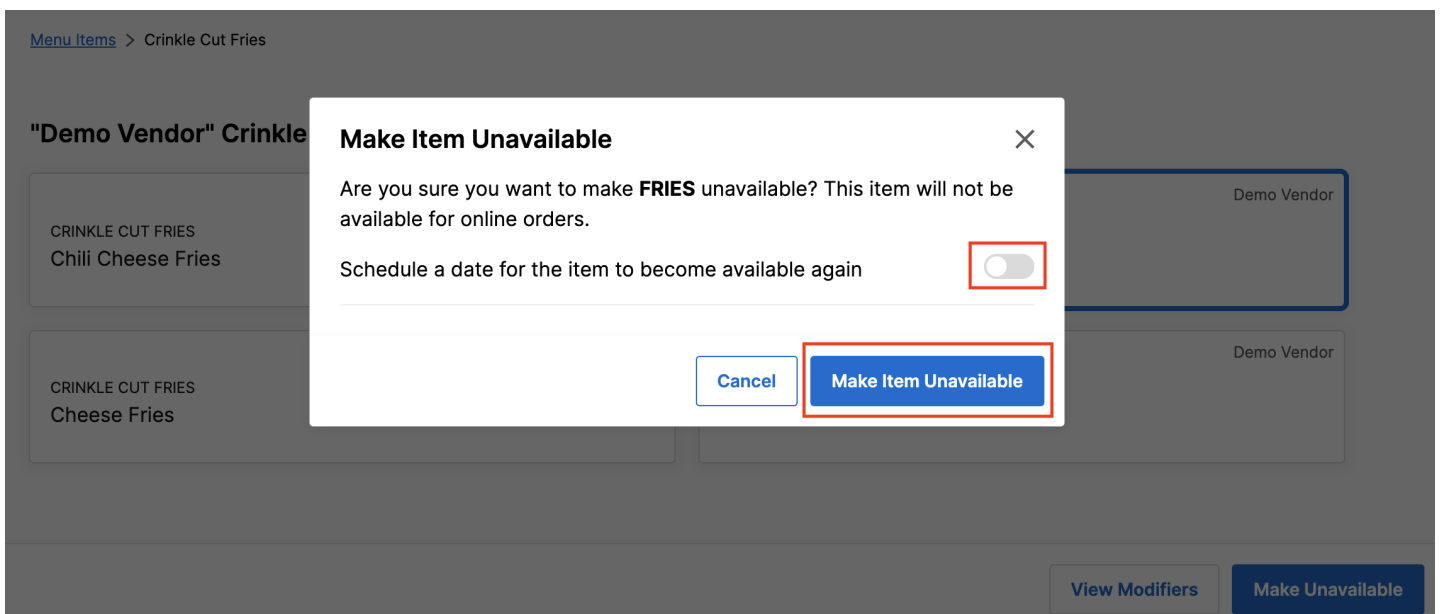 Menu Items > Crinkle Cut Fries
"Demo Vendor" Crinkle
Make Item Unavailable
Are you sure you want to make FRIES unavailable? This item will not be
available for online orders.
Schedule a date for the item to become available again
Cancel
Make Item Unavailable
CRINKLE CUT FRIES
Chili Cheese Fries
Demo Vendor
CRINKLE CUT FRIES
Cheese Fries
Demo Vendor
View Modifiers
Make Unavailable